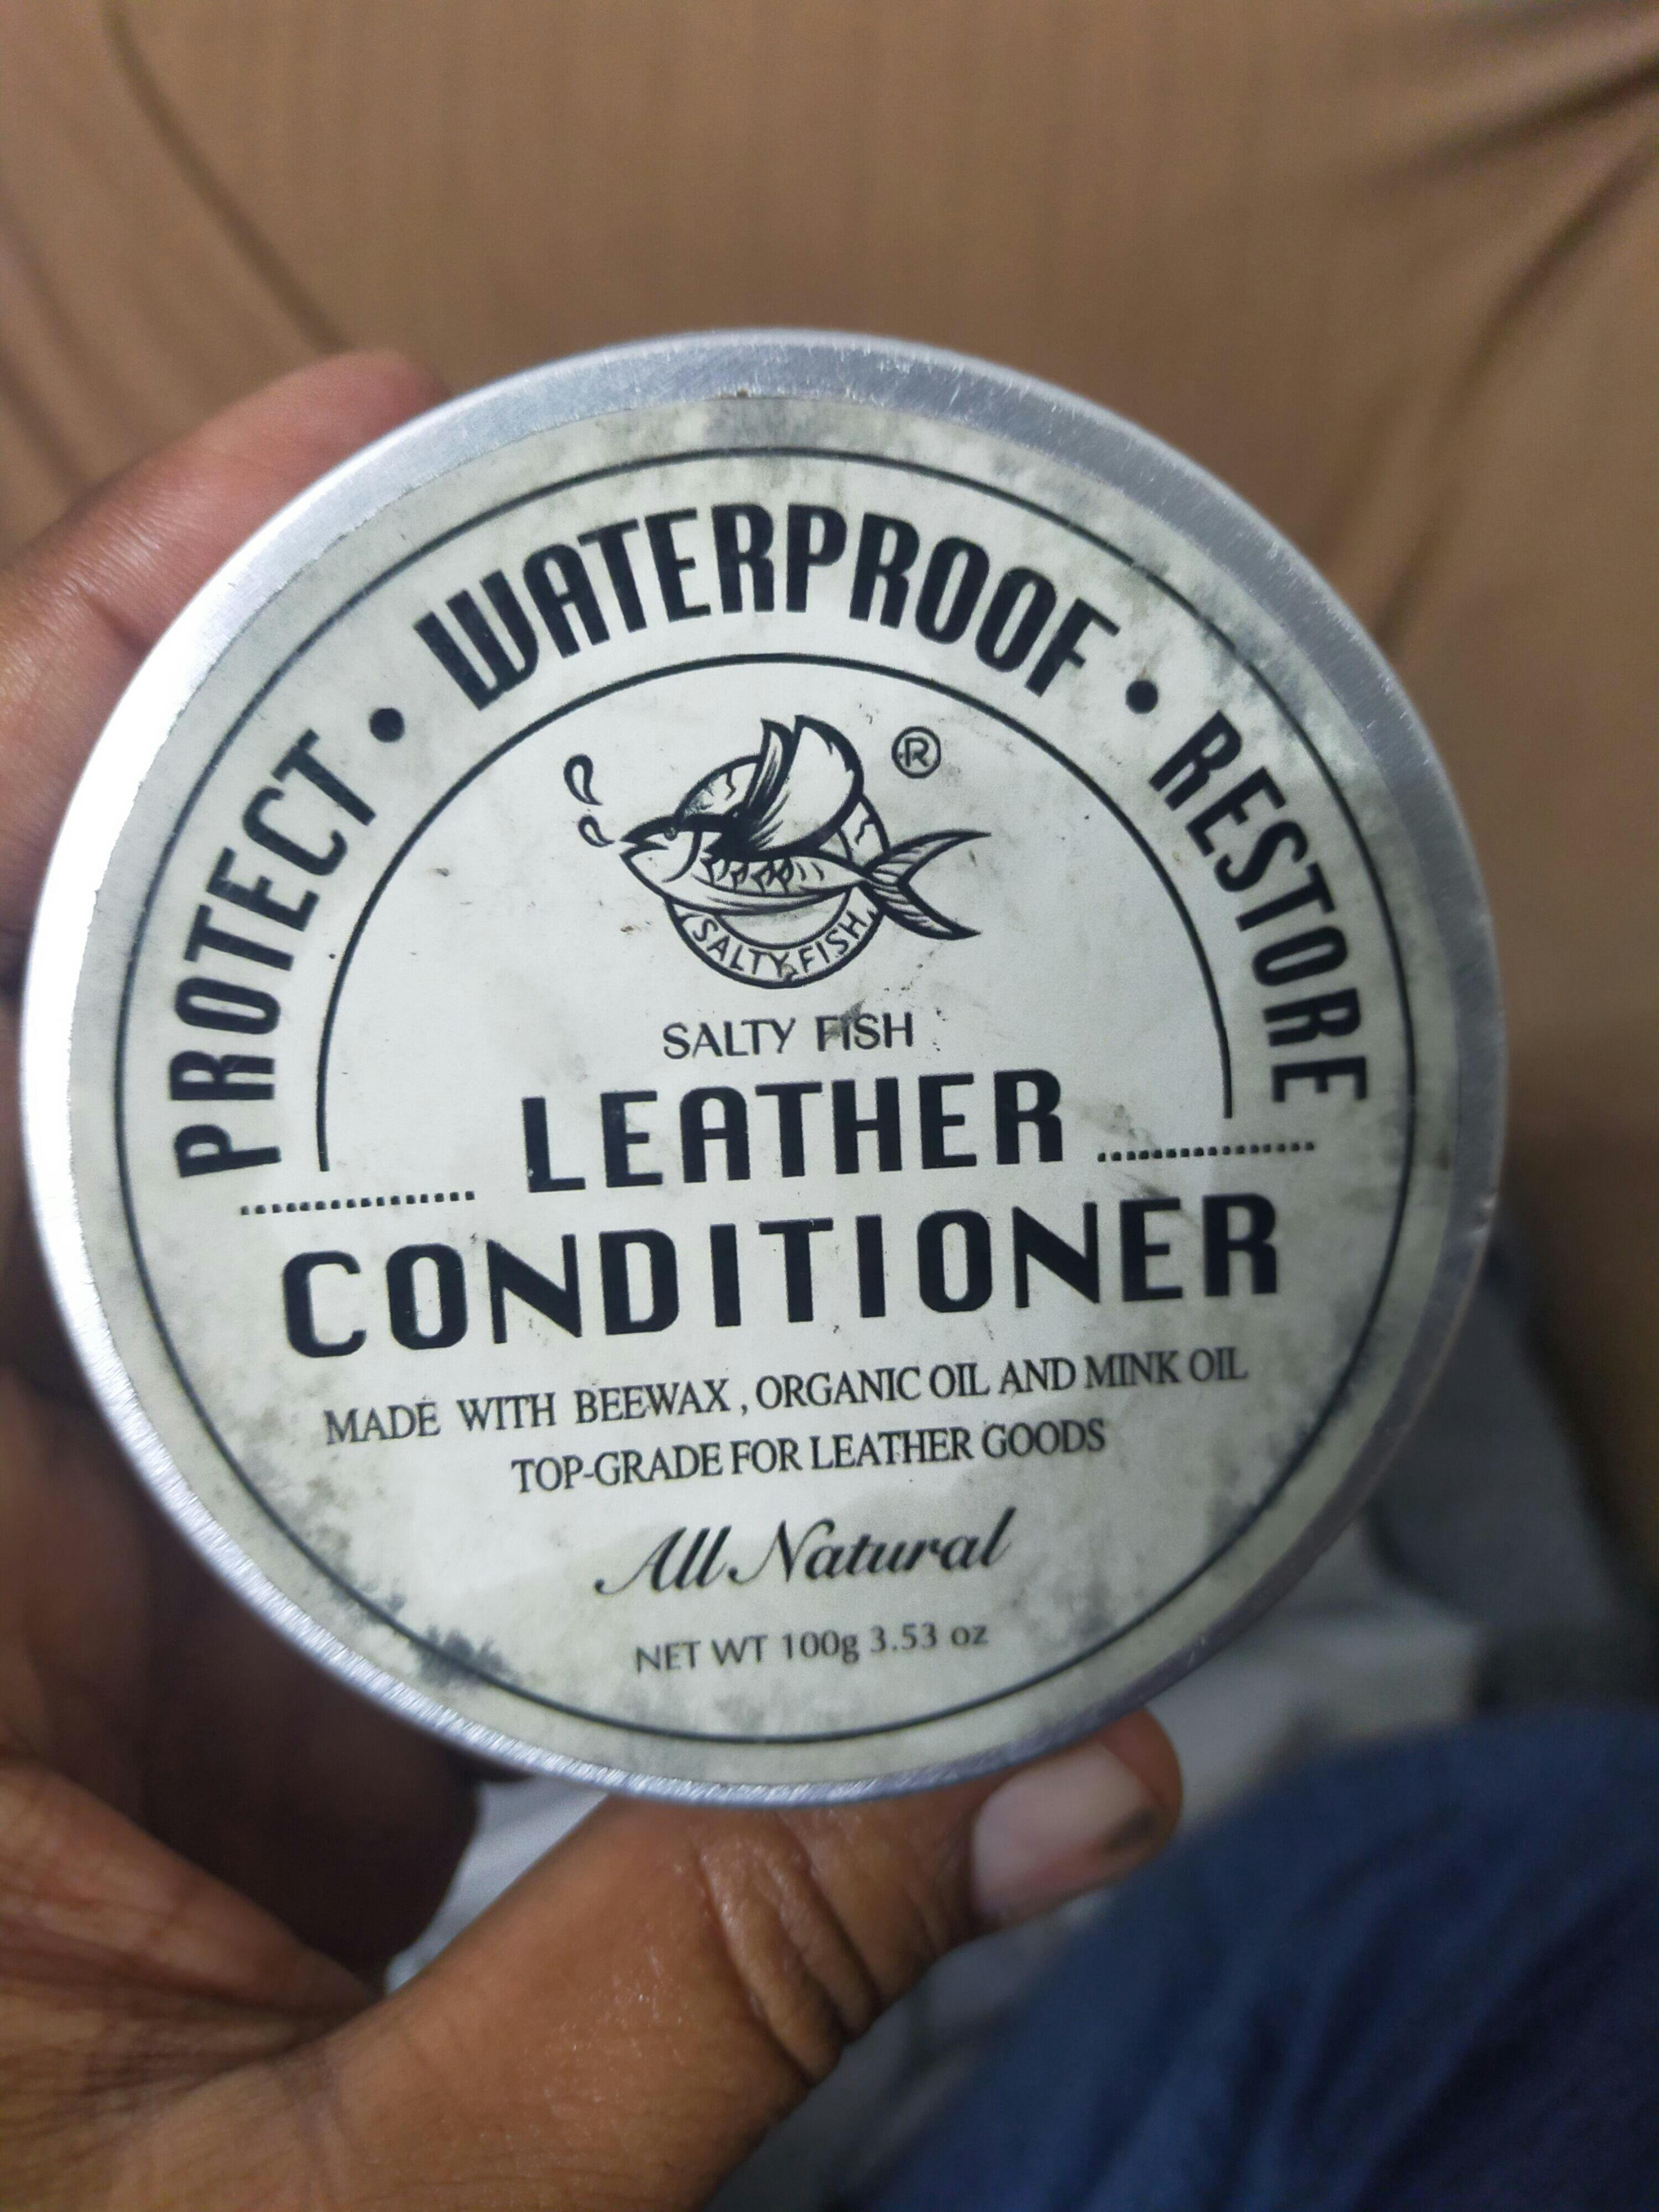 PROTECT • WATERPROOF • RESTORE
®
SALTY FISH
SALTY FISH
LEATHER
CONDITIONER
MADE WITH BEEWAX, ORGANIC OIL AND MINK OIL
TOP-GRADE FOR LEATHER GOODS
All Natural
NET WT 100g 3.53 oz